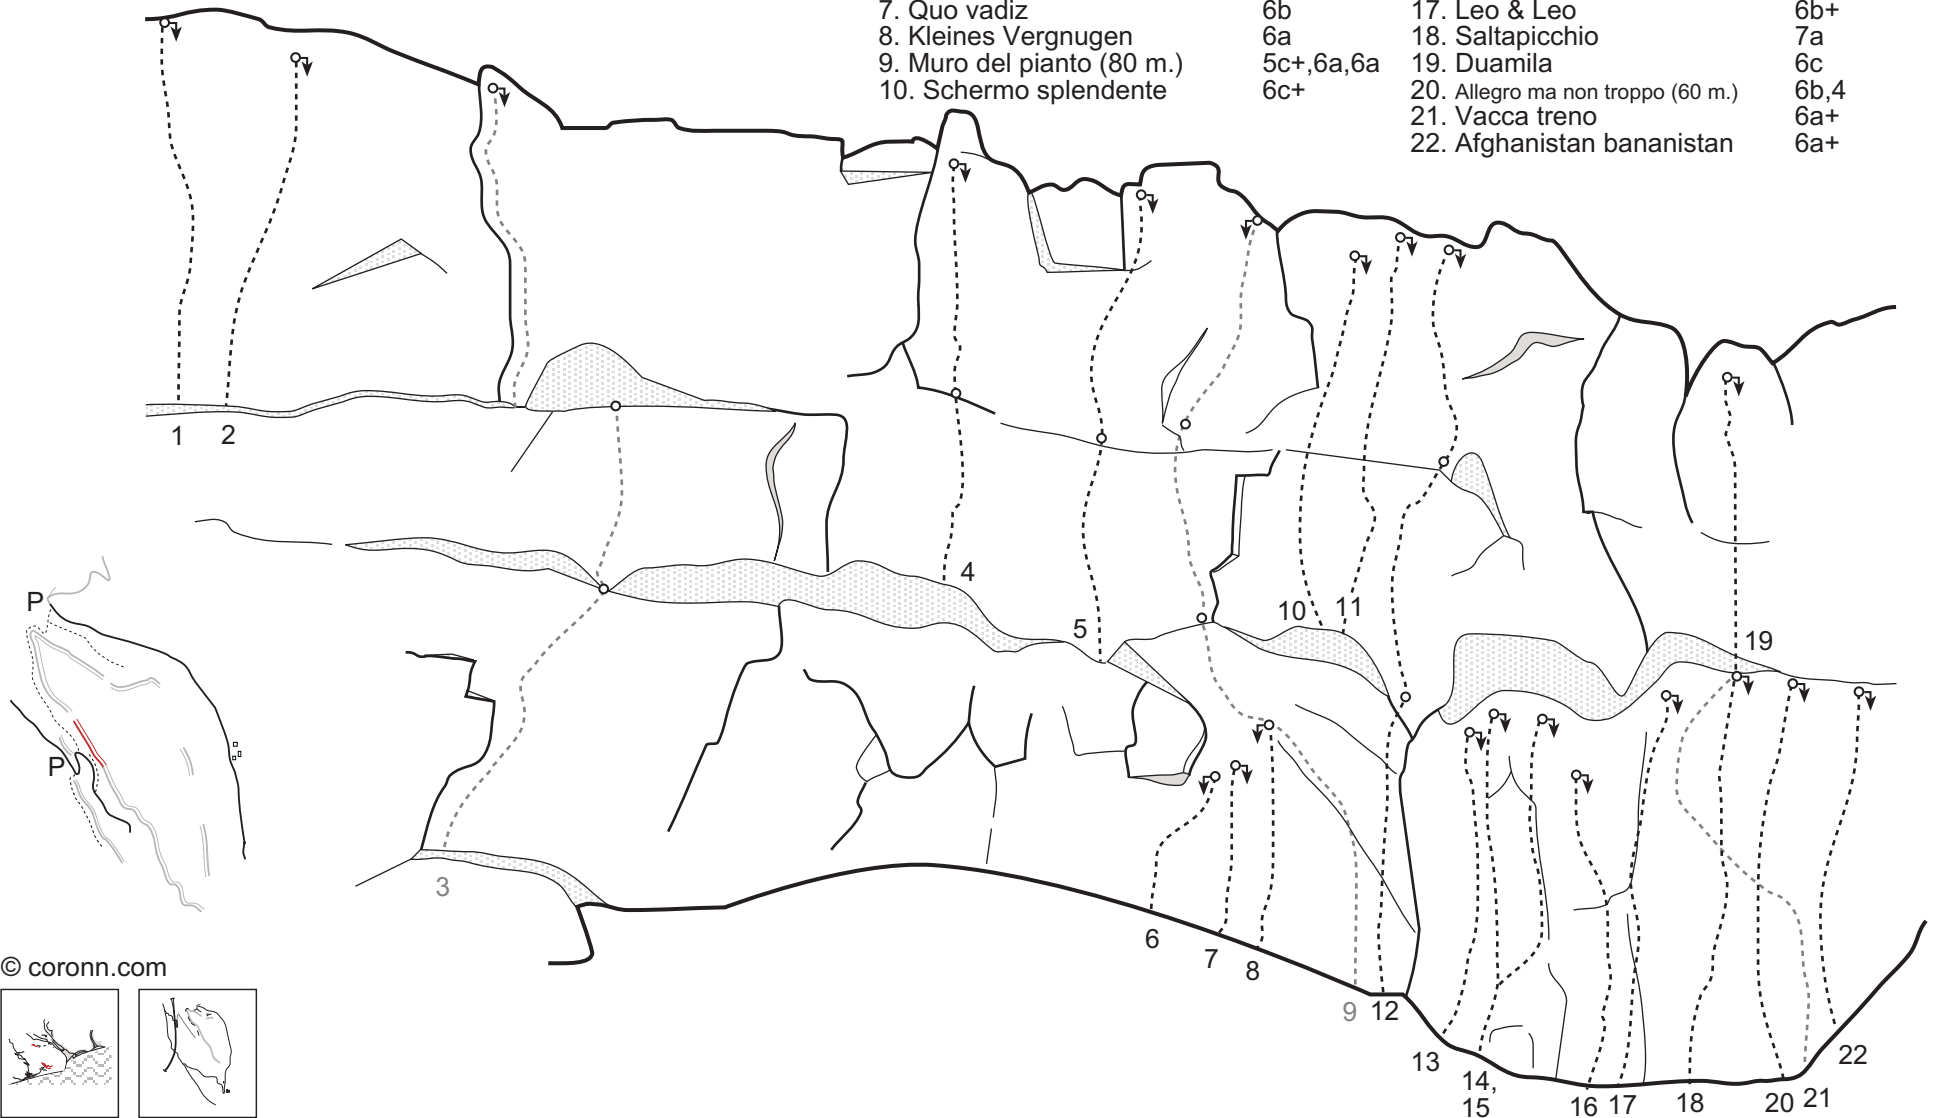 7. Quo vadiz 6b
8. Kleines Vergnugen 6a
9. Muro del pianto (80 m.) 5c+,6a,6a
10. Schermo splendente 6c+
17. Leo & Leo 6b+
18. Saltapicchio 7a
19. Duamila 6c
20. Allegro ma non troppo (60 m.) 6b,4
21. Vacca treno 6a+
22. Afghanistan bananistan 6a+
1
2
4
5
10
11
19
P
P
3
6
7
8
9
12
13
14,
15
16
17
18
20
21
22
© coronn.com